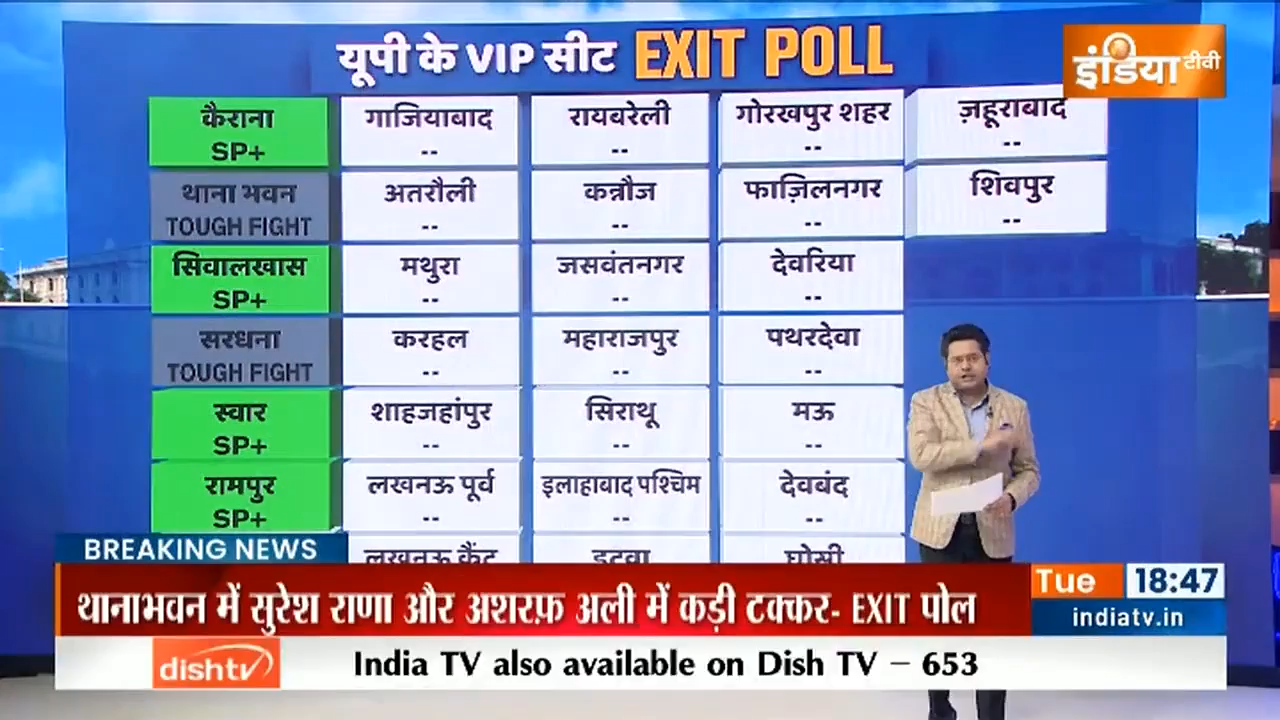 यूपी के VIP सीट EXIT POLL
इंडिया टीवी
कैराना
SP+
गाजियाबाद
--
रायबरेली
--
गोरखपुर शहर
--
ज़हूराबाद
--
थाना भवन
TOUGH FIGHT
अतरौली
--
कन्नौज
--
फाज़िलनगर
--
शिवपुर
--
सिवालखास
SP+
मथुरा
--
जसवंतनगर
--
देवरिया
--
सरधना
TOUGH FIGHT
करहल
--
महाराजपुर
--
पथरदेवा
--
स्वार
SP+
शाहजहांपुर
--
सिराथू
--
मऊ
--
रामपुर
SP+
लखनऊ पूर्व
--
इलाहाबाद पश्चिम
--
देवबंद
--
लखनऊ कैंट
इटवा
घोसी
BREAKING NEWS
थानाभवन में सुरेश राणा और अशरफ़ अली में कड़ी टक्कर- EXIT पोल
Tue 18:47
indiatv.in
dishtv
India TV also available on Dish TV – 653